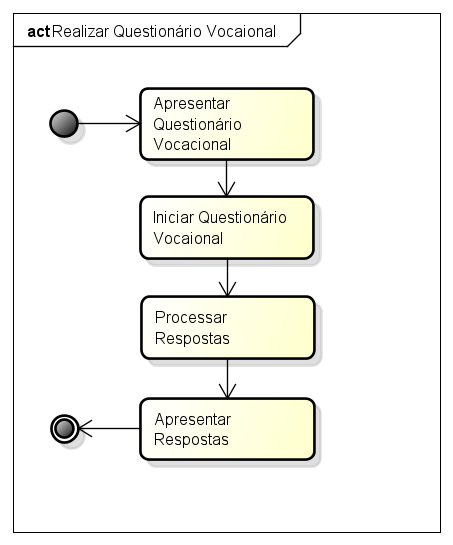 act Realizar Questionário Vocaional
Apresentar
Questionário
Vocacional
Iniciar Questionário
Vocaional
Processar
Respostas
Apresentar
Respostas